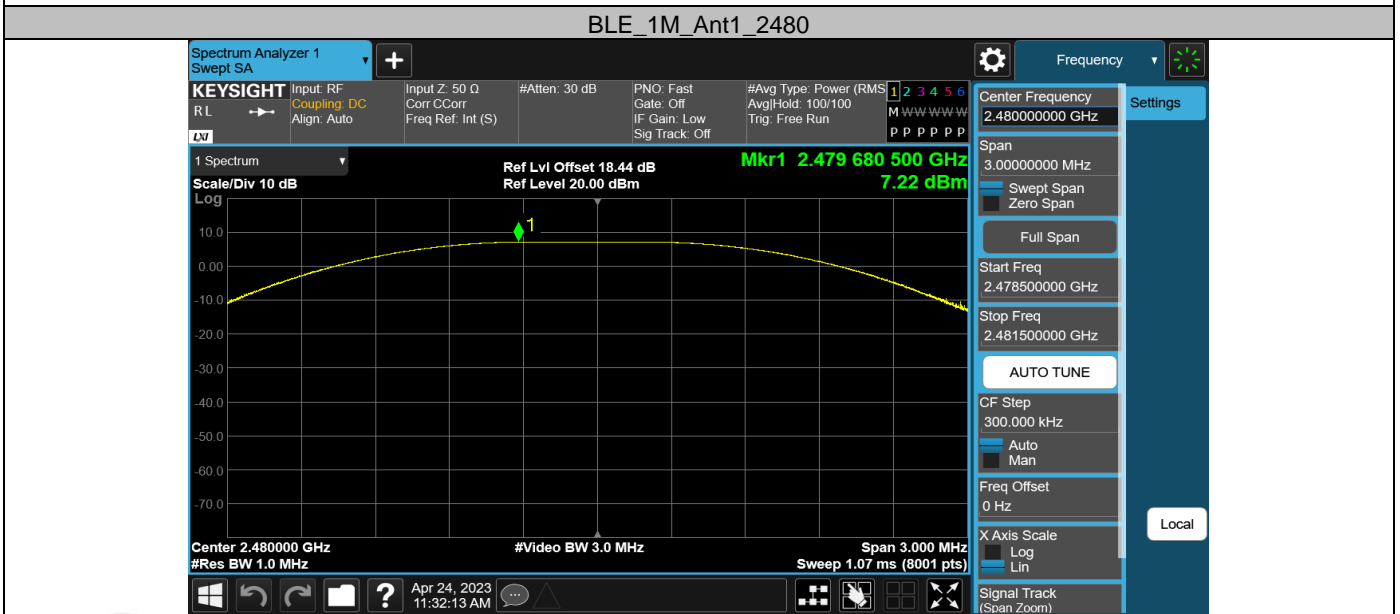 BLE_1M_Ant1_2480
Spectrum Analyzer 1
Swept SA
Frequency
KEYSIGHT
R L
LXI
Input: RF
Coupling: DC
Align: Auto
Input Z: 50 Ω
Corr CCorr
Freq Ref: Int (S)
#Atten: 30 dB
PNO: Fast
Gate: Off
IF Gain: Low
Sig Track: Off
#Avg Type: Power (RMS
Avg|Hold: 100/100
Trig: Free Run
1 2 3 4 5 6
M W W W W W
P P P P P P
1 Spectrum
Scale/Div 10 dB
Log
Ref Lvl Offset 18.44 dB
Ref Level 20.00 dBm
Mkr1 2.479 680 500 GHz
7.22 dBm
1
10.0
0.00
-10.0
-20.0
-30.0
-40.0
-50.0
-60.0
-70.0
Center 2.480000 GHz
#Res BW 1.0 MHz
#Video BW 3.0 MHz
Span 3.000 MHz
Sweep 1.07 ms (8001 pts)
Apr 24, 2023
11:32:13 AM
Center Frequency
2.480000000 GHz
Settings
Span
3.00000000 MHz
Swept Span
Zero Span
Full Span
Start Freq
2.478500000 GHz
Stop Freq
2.481500000 GHz
AUTO TUNE
CF Step
300.000 kHz
Auto
Man
Freq Offset
0 Hz
X Axis Scale
Log
Lin
Local
Signal Track
(Span Zoom)